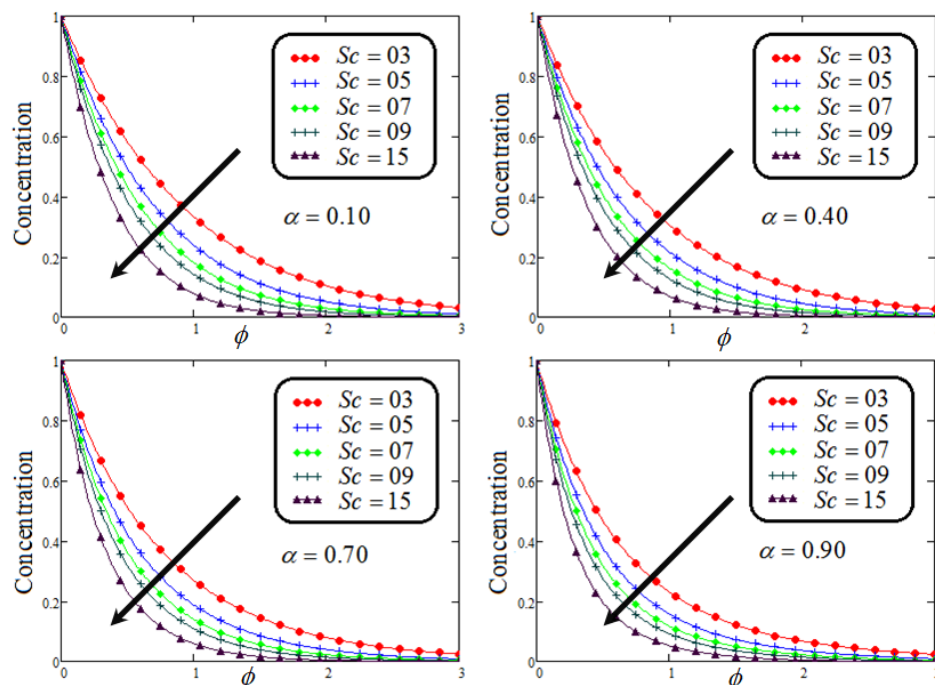 1
0.8
0.6
0.4
0.2
0
Concentration
Sc = 03
Sc = 05
Sc = 07
Sc = 09
Sc = 15
α = 0.10
0
1
2
3
ϕ
1
0.8
0.6
0.4
0.2
0
Concentration
Sc = 03
Sc = 05
Sc = 07
Sc = 09
Sc = 15
α = 0.40
0
1
2
3
ϕ
1
0.8
0.6
0.4
0.2
0
Concentration
Sc = 03
Sc = 05
Sc = 07
Sc = 09
Sc = 15
α = 0.70
0
1
2
3
ϕ
1
0.8
0.6
0.4
0.2
0
Concentration
Sc = 03
Sc = 05
Sc = 07
Sc = 09
Sc = 15
α = 0.90
0
1
2
3
ϕ